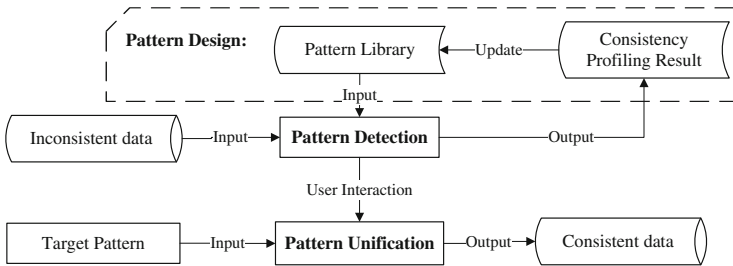 Pattern Design:
Pattern Library
Update
Consistency
Profiling Result
Input
Inconsistent data
Input
Pattern Detection
Output
User Interaction
Target Pattern
Input
Pattern Unification
Output
Consistent data